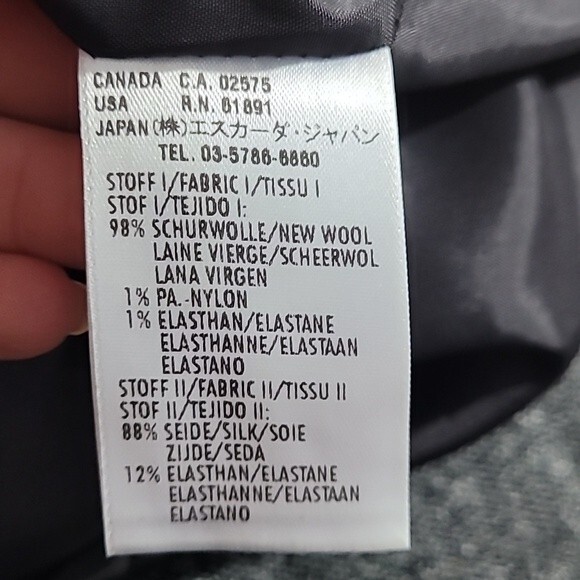 CANADA C.A. 02575
USA R.N. 61891
JAPAN (株)エスカーダ・ジャパン
TEL. 03-5786-6660
STOFF I/FABRIC I/TISSU I
STOF I/TEJIDO I:
98% SCHURWOLLE/NEW WOOL
LAINE VIERGE/SCHEERWOL
LANA VIRGEN
1% PA.-NYLON
1% ELASTHAN/ELASTANE
ELASTHANNE/ELASTAAN
ELASTANO
STOFF II/FABRIC II/TISSU II
STOF II/TEJIDO II:
88% SEIDE/SILK/SOIE
ZIJDE/SEDA
12% ELASTHAN/ELASTANE
ELASTHANNE/ELASTAAN
ELASTANO